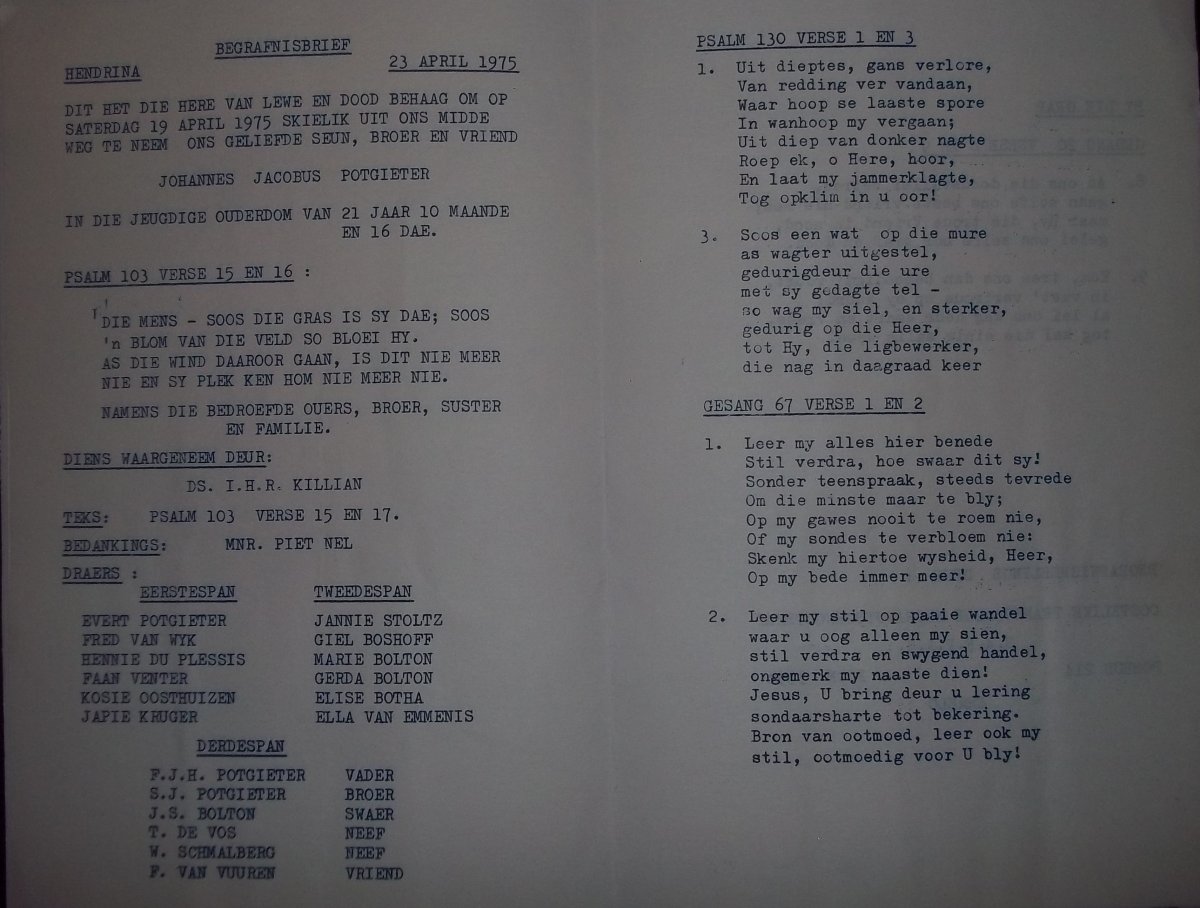 BEGRAFNISBRIEF
HENDRINA 23 APRIL 1975
DIT HET DIE HERE VAN LEWE EN DOOD BEHAAG OM OP
SATERDAG 19 APRIL 1975 SKIELIK UIT ONS MIDDE
WEG TE NEEM ONS GELIEFDE SEUN, BROER EN VRIEND
JOHANNES JACOBUS POTGIETER
IN DIE JEUGDIGE OUDERDOM VAN 21 JAAR 10 MAANDE
EN 16 DAE.
PSALM 103 VERSE 15 EN 16 :
'DIE MENS - SOOS DIE GRAS IS SY DAE; SOOS
'n BLOM VAN DIE VELD SO BLOEI HY.
AS DIE WIND DAAROOR GAAN, IS DIT NIE MEER
NIE EN SY PLEK KEN HOM NIE MEER NIE.
NAMENS DIE BEDROEFDE OUERS, BROER, SUSTER
EN FAMILIE.
DIENS WAARGENEEM DEUR:
DS. I.H.R. KILLIAN
TEKS: PSALM 103 VERSE 15 EN 17.
BEDANKINGS: MNR. PIET NEL
DRAERS :
EERSTESPAN TWEEDESPAN
EVERT POTGIETER JANNIE STOLTZ
FRED VAN WYK GIEL BOSHOFF
HENNIE DU PLESSIS MARIE BOLTON
FAAN VENTER GERDA BOLTON
KOSIE OOSTHUIZEN ELISE BOTHA
JAPIE KRUGER ELLA VAN EMMENIS
DERDESPAN
F.J.H. POTGIETER VADER
S.J. POTGIETER BROER
J.S. BOLTON SWAER
T. DE VOS NEEF
W. SCHMALBERG NEEF
F. VAN VUUREN VRIEND
PSALM 130 VERSE 1 EN 3
1. Uit dieptes, gans verlore,
Van redding ver vandaan,
Waar hoop se laaste spore
In wanhoop my vergaan;
Uit diep van donker nagte
Roep ek, o Here, hoor,
En laat my jammerklagte,
Tog opklim in u oor!
3. Soos een wat op die mure
as wagter uitgestel,
gedurigdeur die ure
met sy gedagte tel -
so wag my siel, en sterker,
gedurig op die Heer,
tot Hy, die ligbewerker,
die nag in daagraad keer
GESANG 67 VERSE 1 EN 2
1. Leer my alles hier benede
Stil verdra, hoe swaar dit sy!
Sonder teenspraak, steeds tevrede
Om die minste maar te bly;
Op my gawes nooit te roem nie,
Of my sondes te verbloem nie:
Skenk my hiertoe wysheid, Heer,
Op my bede immer meer!
2. Leer my stil op paaie wandel
waar u oog alleen my sien,
stil verdra en swygend handel,
ongemerk my naaste dien!
Jesus, U bring deur u lering
sondaarsharte tot bekering.
Bron van ootmoed, leer ook my
stil, ootmoedig voor U bly!